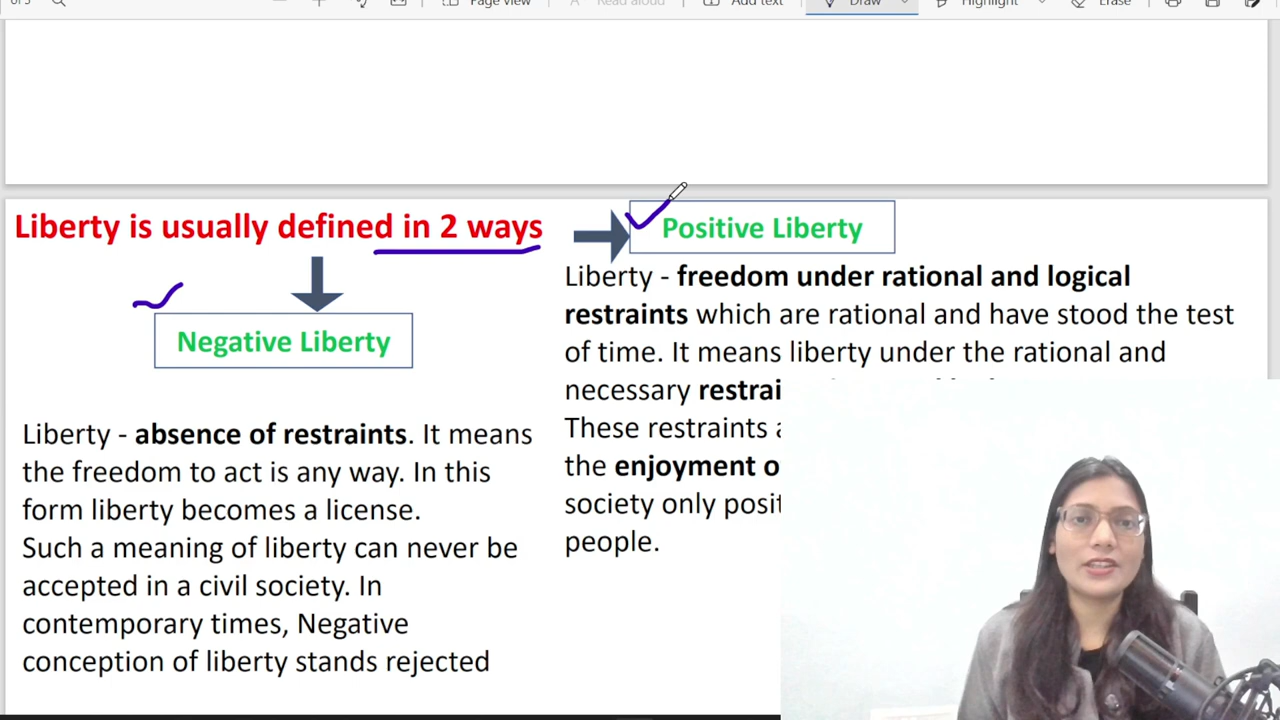 Page view
Read aloud
Add text
Draw
Highlight
Erase
Liberty is usually defined in 2 ways
Negative Liberty
Liberty - absence of restraints. It means
the freedom to act is any way. In this
form liberty becomes a license.
Such a meaning of liberty can never be
accepted in a civil society. In
contemporary times, Negative
conception of liberty stands rejected
Positive Liberty
Liberty - freedom under rational and logical
restraints which are rational and have stood the test
of time. It means liberty under the rational and
necessary
These restraints
the enjoyment
society only
people.